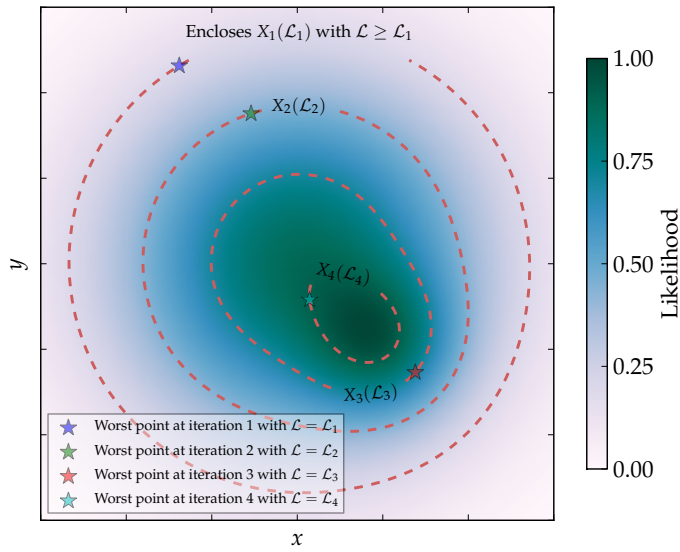 Encloses X₁(ℒ₁) with ℒ ≥ ℒ₁
X₂(ℒ₂)
X₄(ℒ₄)
X₃(ℒ₃)
Worst point at iteration 1 with ℒ = ℒ₁
Worst point at iteration 2 with ℒ = ℒ₂
Worst point at iteration 3 with ℒ = ℒ₃
Worst point at iteration 4 with ℒ = ℒ₄
x
y
1.00
0.75
0.50
0.25
0.00
Likelihood